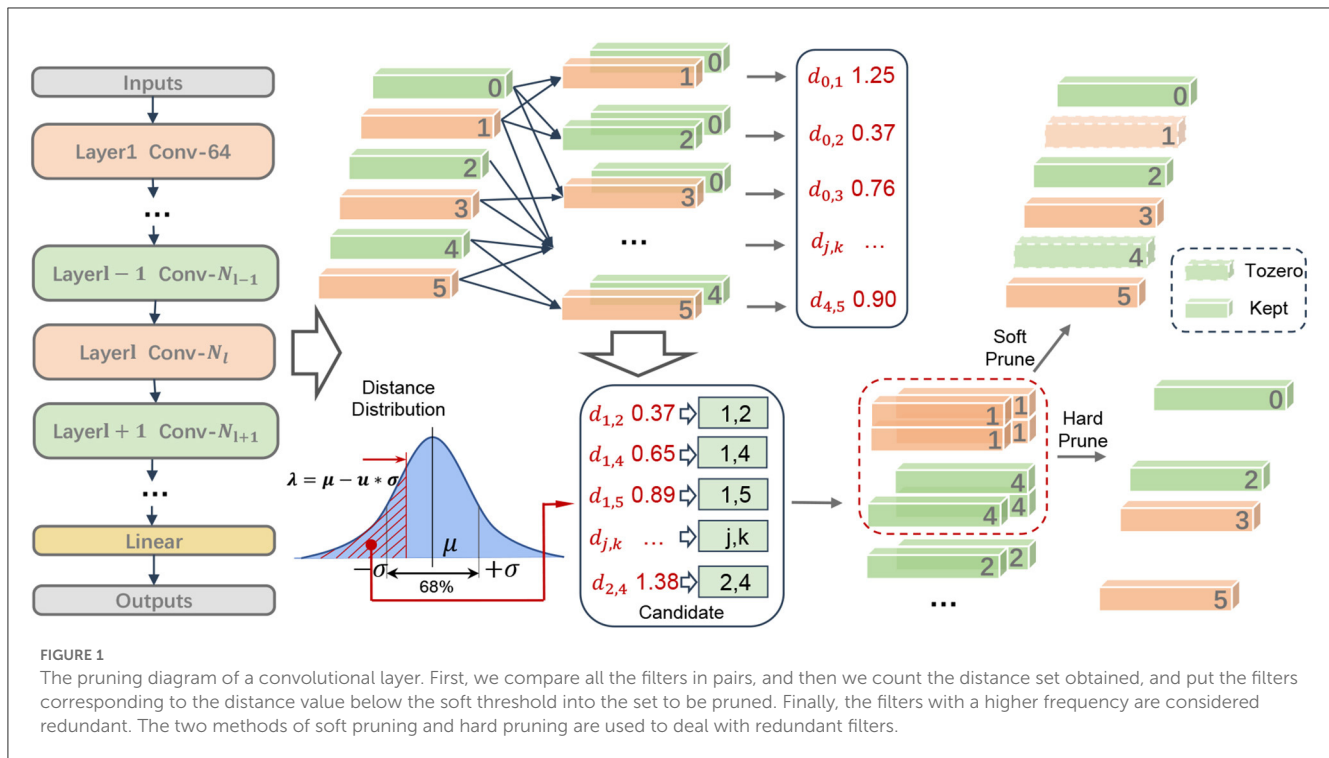 Inputs
Layer1 Conv-64
...
Layerl − 1 Conv-N_{l−1}
Layerl Conv-N_l
Layerl + 1 Conv-N_{l+1}
...
Linear
Outputs
0
1
2
3
4
5
0
1
0
2
0
3
...
4
5
d_{0,1} 1.25
d_{0,2} 0.37
d_{0,3} 0.76
d_{j,k} ...
d_{4,5} 0.90
Distance
Distribution
λ = μ − u * σ
μ
−σ
+σ
68%
d_{1,2} 0.37 1,2
d_{1,4} 0.65 1,4
d_{1,5} 0.89 1,5
d_{j,k} ... j,k
d_{2,4} 1.38 2,4
Candidate
1
1
1
1
4
4
4
2
2
...
Soft
Prune
Hard
Prune
0
1
2
3
4
5
Tozero
Kept
0
2
3
5
FIGURE 1
The pruning diagram of a convolutional layer. First, we compare all the filters in pairs, and then we count the distance set obtained, and put the filters
corresponding to the distance value below the soft threshold into the set to be pruned. Finally, the filters with a higher frequency are considered
redundant. The two methods of soft pruning and hard pruning are used to deal with redundant filters.